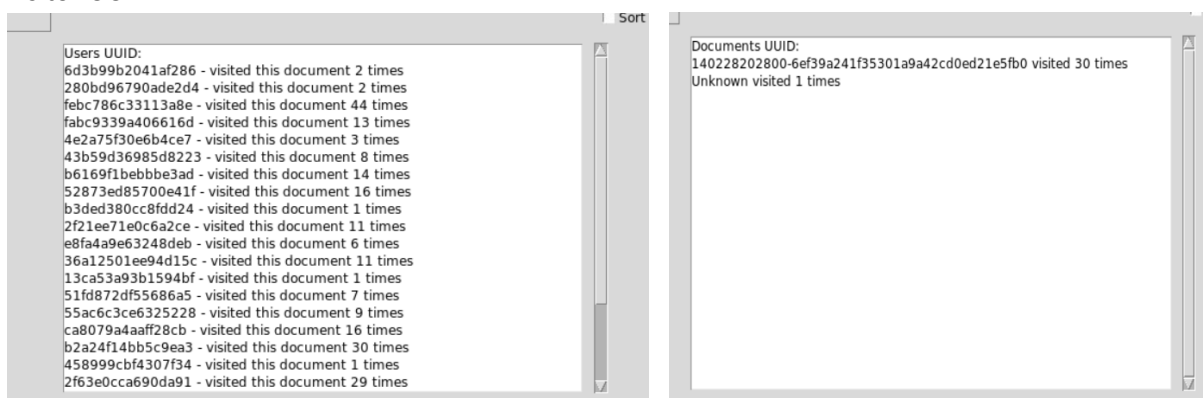 Sort
Users UUID:
6d3b99b2041af286 - visited this document 2 times
280bd96790ade2d4 - visited this document 2 times
febc786c33113a8e - visited this document 44 times
fabc9339a406616d - visited this document 13 times
4e2a75f30e6b4ce7 - visited this document 3 times
43b59d36985d8223 - visited this document 8 times
b6169f1bebbbe3ad - visited this document 14 times
52873ed85700e41f - visited this document 16 times
b3ded380cc8fdd24 - visited this document 1 times
2f21ee71e0c6a2ce - visited this document 11 times
e8fa4a9e63248deb - visited this document 6 times
36a12501ee94d15c - visited this document 11 times
13ca53a93b1594bf - visited this document 1 times
51fd872df55686a5 - visited this document 7 times
55ac6c3ce6325228 - visited this document 9 times
ca8079a4aaff28cb - visited this document 16 times
b2a24f14bb5c9ea3 - visited this document 30 times
458999cbf4307f34 - visited this document 1 times
2f63e0cca690da91 - visited this document 29 times
Documents UUID:
140228202800-6ef39a241f35301a9a42cd0ed21e5fb0 visited 30 times
Unknown visited 1 times